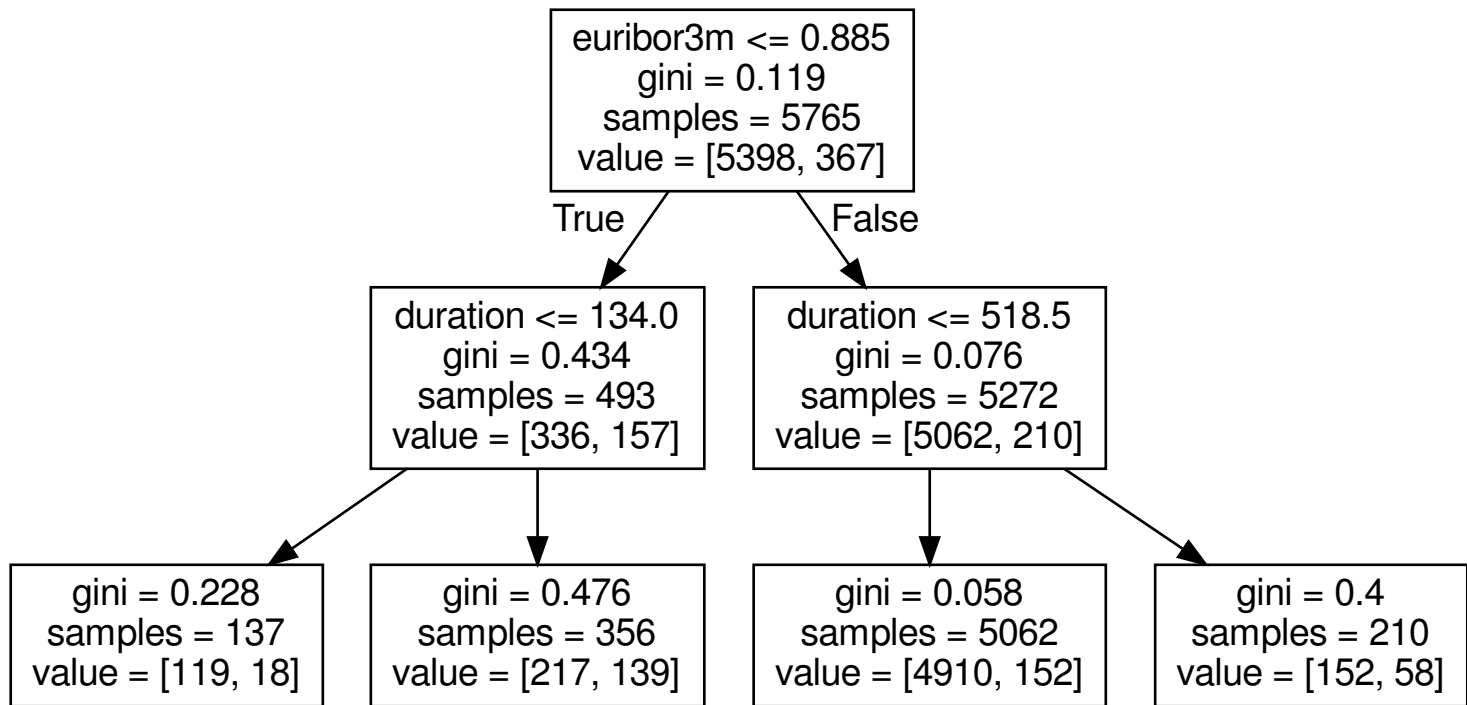 euribor3m <= 0.885
gini = 0.119
samples = 5765
value = [5398, 367]
True
False
duration <= 134.0
gini = 0.434
samples = 493
value = [336, 157]
duration <= 518.5
gini = 0.076
samples = 5272
value = [5062, 210]
gini = 0.228
samples = 137
value = [119, 18]
gini = 0.476
samples = 356
value = [217, 139]
gini = 0.058
samples = 5062
value = [4910, 152]
gini = 0.4
samples = 210
value = [152, 58]